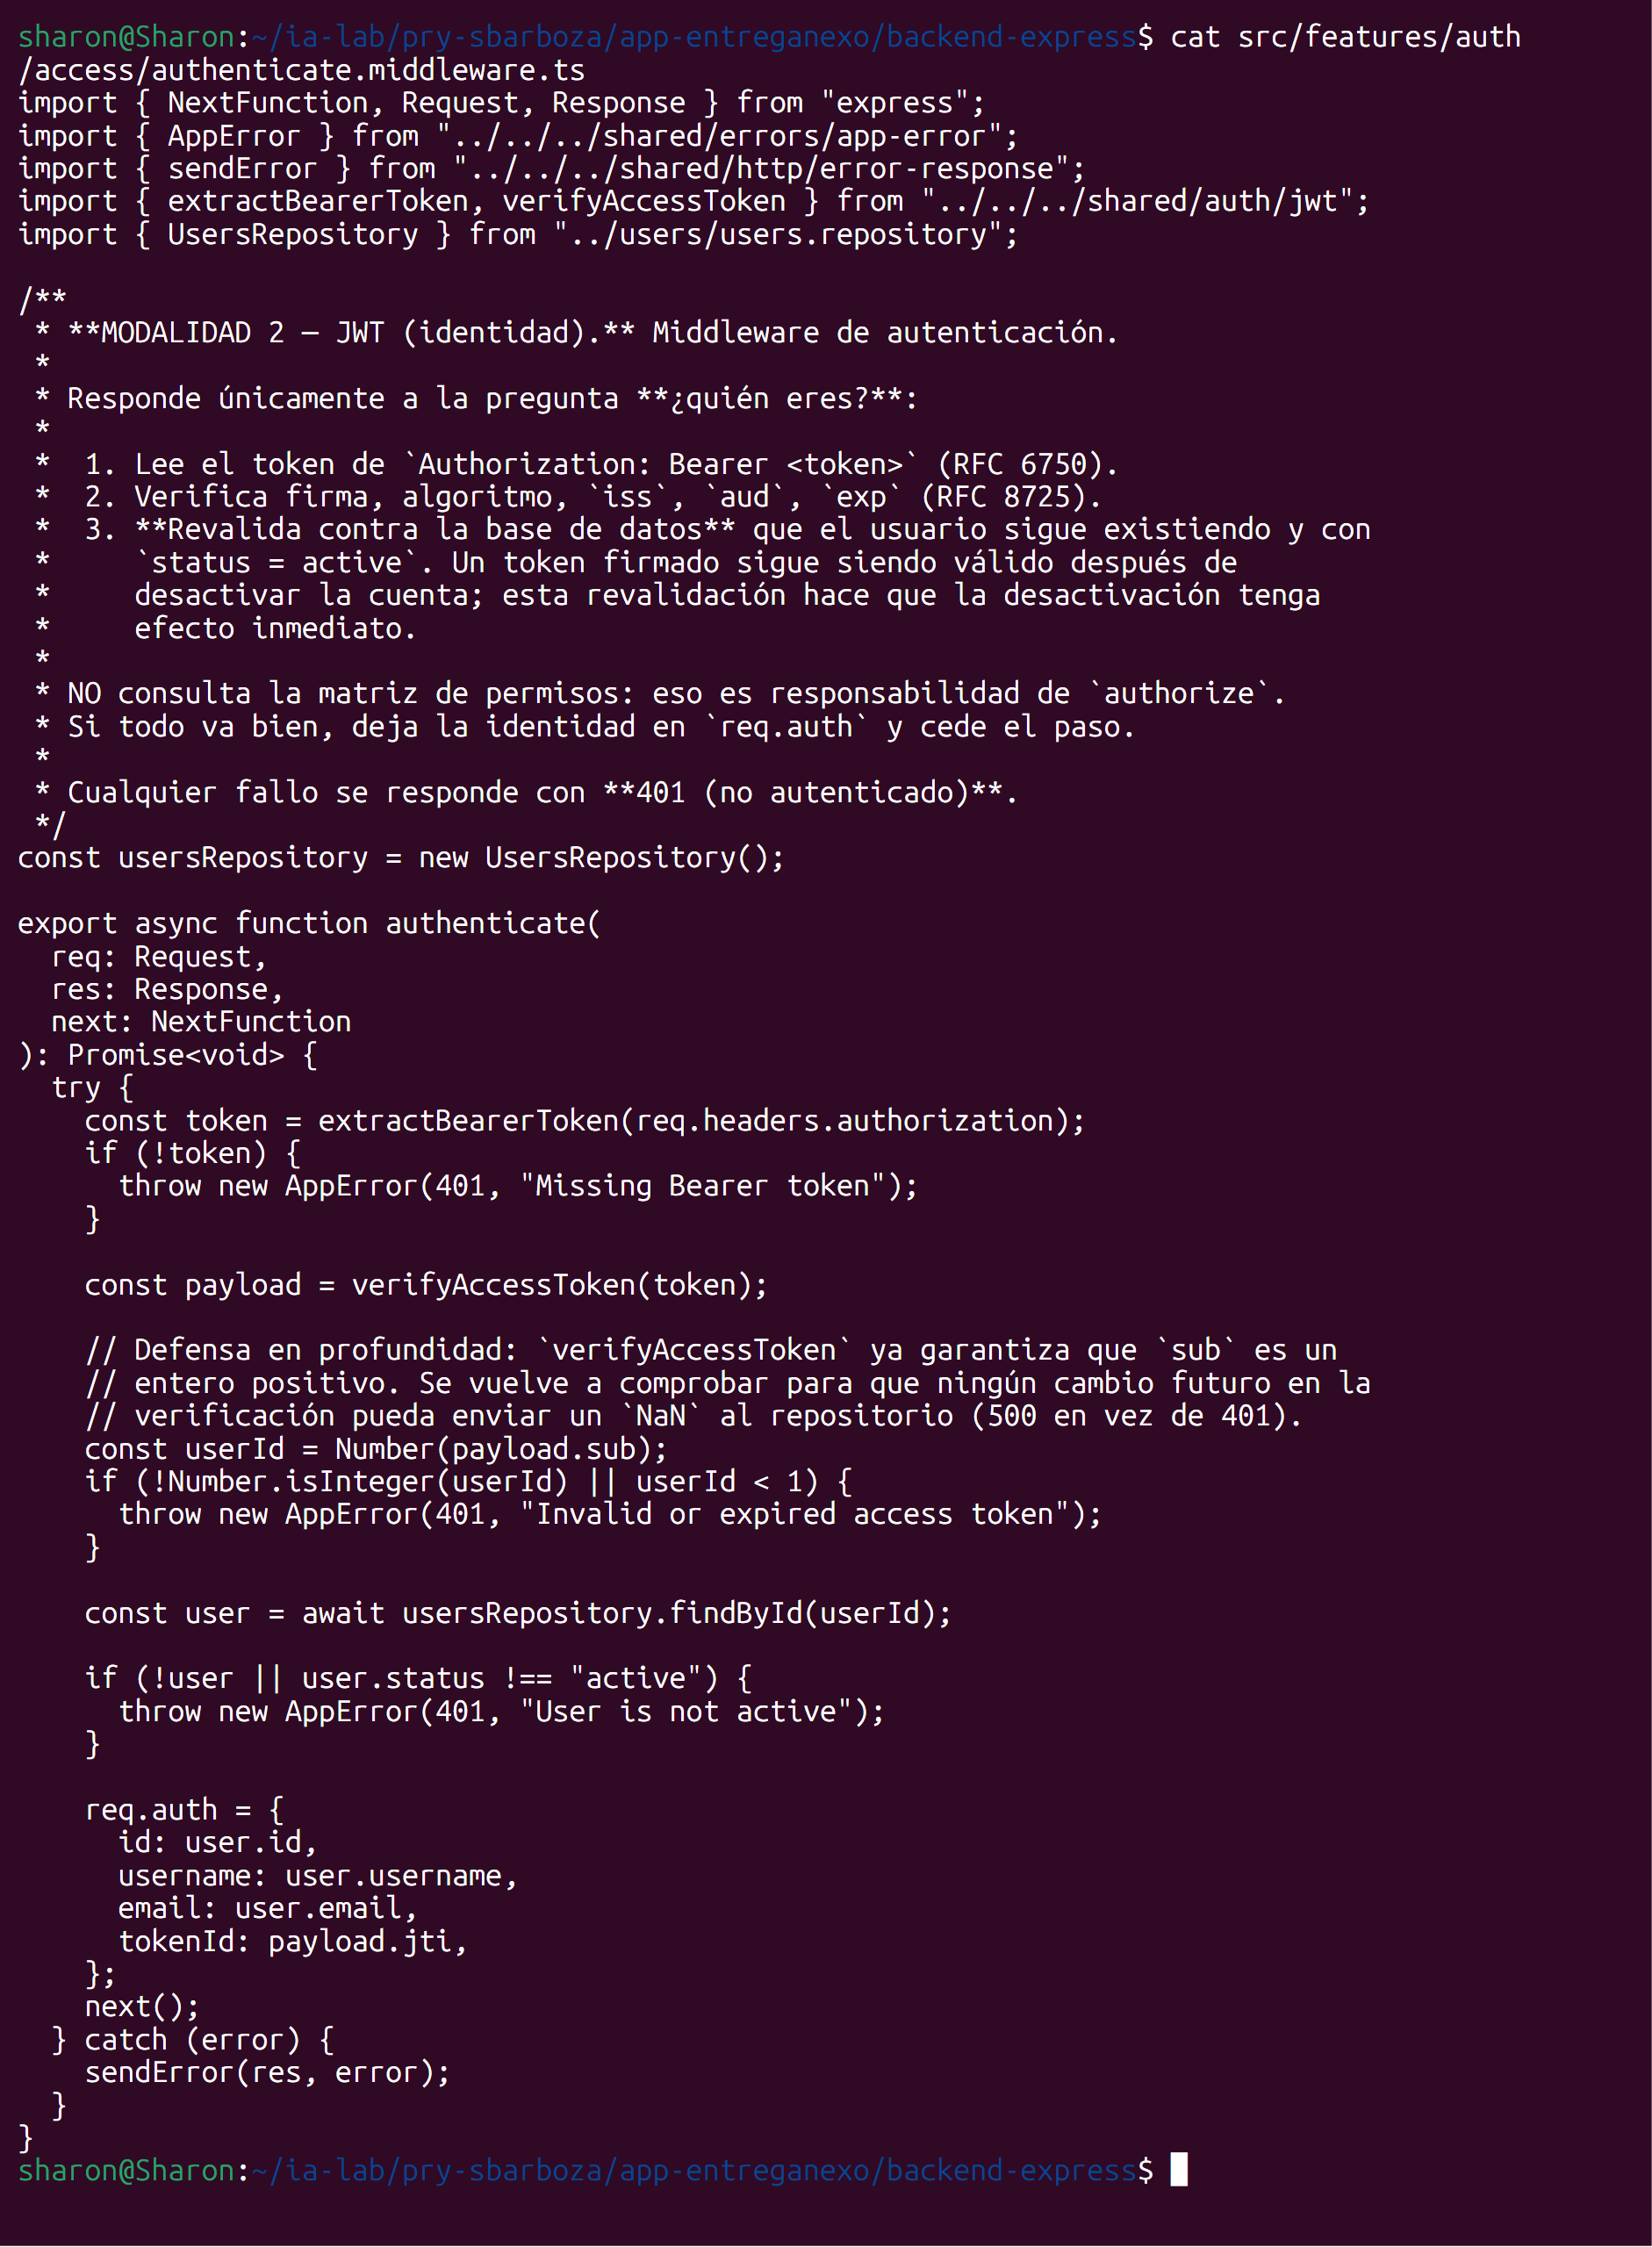 sharon@Sharon:~/ia-lab/pry-sbarboza/app-entreganexo/backend-express$ cat src/features/auth
/access/authenticate.middleware.ts
import { NextFunction, Request, Response } from "express";
import { AppError } from "../../../shared/errors/app-error";
import { sendError } from "../../../shared/http/error-response";
import { extractBearerToken, verifyAccessToken } from "../../../shared/auth/jwt";
import { UsersRepository } from "../users/users.repository";

/**
 * **MODALIDAD 2 — JWT (identidad).** Middleware de autenticación.
 *
 * Responde únicamente a la pregunta **¿quién eres?**:
 *
 *  1. Lee el token de `Authorization: Bearer <token>` (RFC 6750).
 *  2. Verifica firma, algoritmo, `iss`, `aud`, `exp` (RFC 8725).
 *  3. **Revalida contra la base de datos** que el usuario sigue existiendo y con
 *     `status = active`. Un token firmado sigue siendo válido después de
 *     desactivar la cuenta; esta revalidación hace que la desactivación tenga
 *     efecto inmediato.
 *
 * NO consulta la matriz de permisos: eso es responsabilidad de `authorize`.
 * Si todo va bien, deja la identidad en `req.auth` y cede el paso.
 *
 * Cualquier fallo se responde con **401 (no autenticado)**.
 */
const usersRepository = new UsersRepository();

export async function authenticate(
  req: Request,
  res: Response,
  next: NextFunction
): Promise<void> {
  try {
    const token = extractBearerToken(req.headers.authorization);
    if (!token) {
      throw new AppError(401, "Missing Bearer token");
    }

    const payload = verifyAccessToken(token);

    // Defensa en profundidad: `verifyAccessToken` ya garantiza que `sub` es un
    // entero positivo. Se vuelve a comprobar para que ningún cambio futuro en la
    // verificación pueda enviar un `NaN` al repositorio (500 en vez de 401).
    const userId = Number(payload.sub);
    if (!Number.isInteger(userId) || userId < 1) {
      throw new AppError(401, "Invalid or expired access token");
    }

    const user = await usersRepository.findById(userId);

    if (!user || user.status !== "active") {
      throw new AppError(401, "User is not active");
    }

    req.auth = {
      id: user.id,
      username: user.username,
      email: user.email,
      tokenId: payload.jti,
    };
    next();
  } catch (error) {
    sendError(res, error);
  }
}
sharon@Sharon:~/ia-lab/pry-sbarboza/app-entreganexo/backend-express$